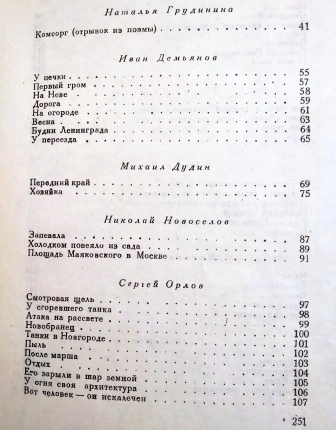 Наталья Грудинина
Комсорг (отрывок из поэмы) 41
Иван Демьянов
У печки 55
Первый гром 57
На Неве 58
Дорога 59
На огороде 61
Весна 63
Будни Ленинграда 64
У переезда 65
Михаил Дудин
Передний край 69
Хозяйка 75
Николай Новоселов
Запевала 87
Холодком повеяло из сада 89
Площадь Маяковского в Москве 91
Сергей Орлов
Смотровая щель 97
У сгоревшего танка 98
Атака на рассвете 99
Новобранец 100
Танки в Новгороде 101
Пыль 102
После марша 103
Отдых 104
Его зарыли в шар земной 105
У огня своя архитектура 106
Вот человек — он искалечен 107
251